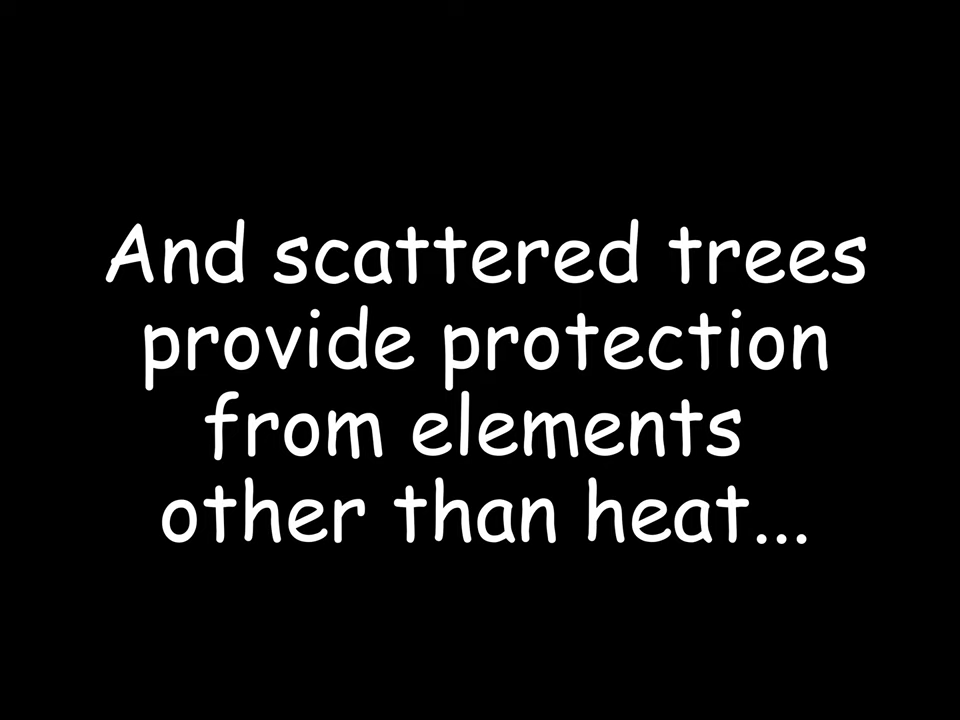 And scattered trees
provide protection
from elements
other than heat...